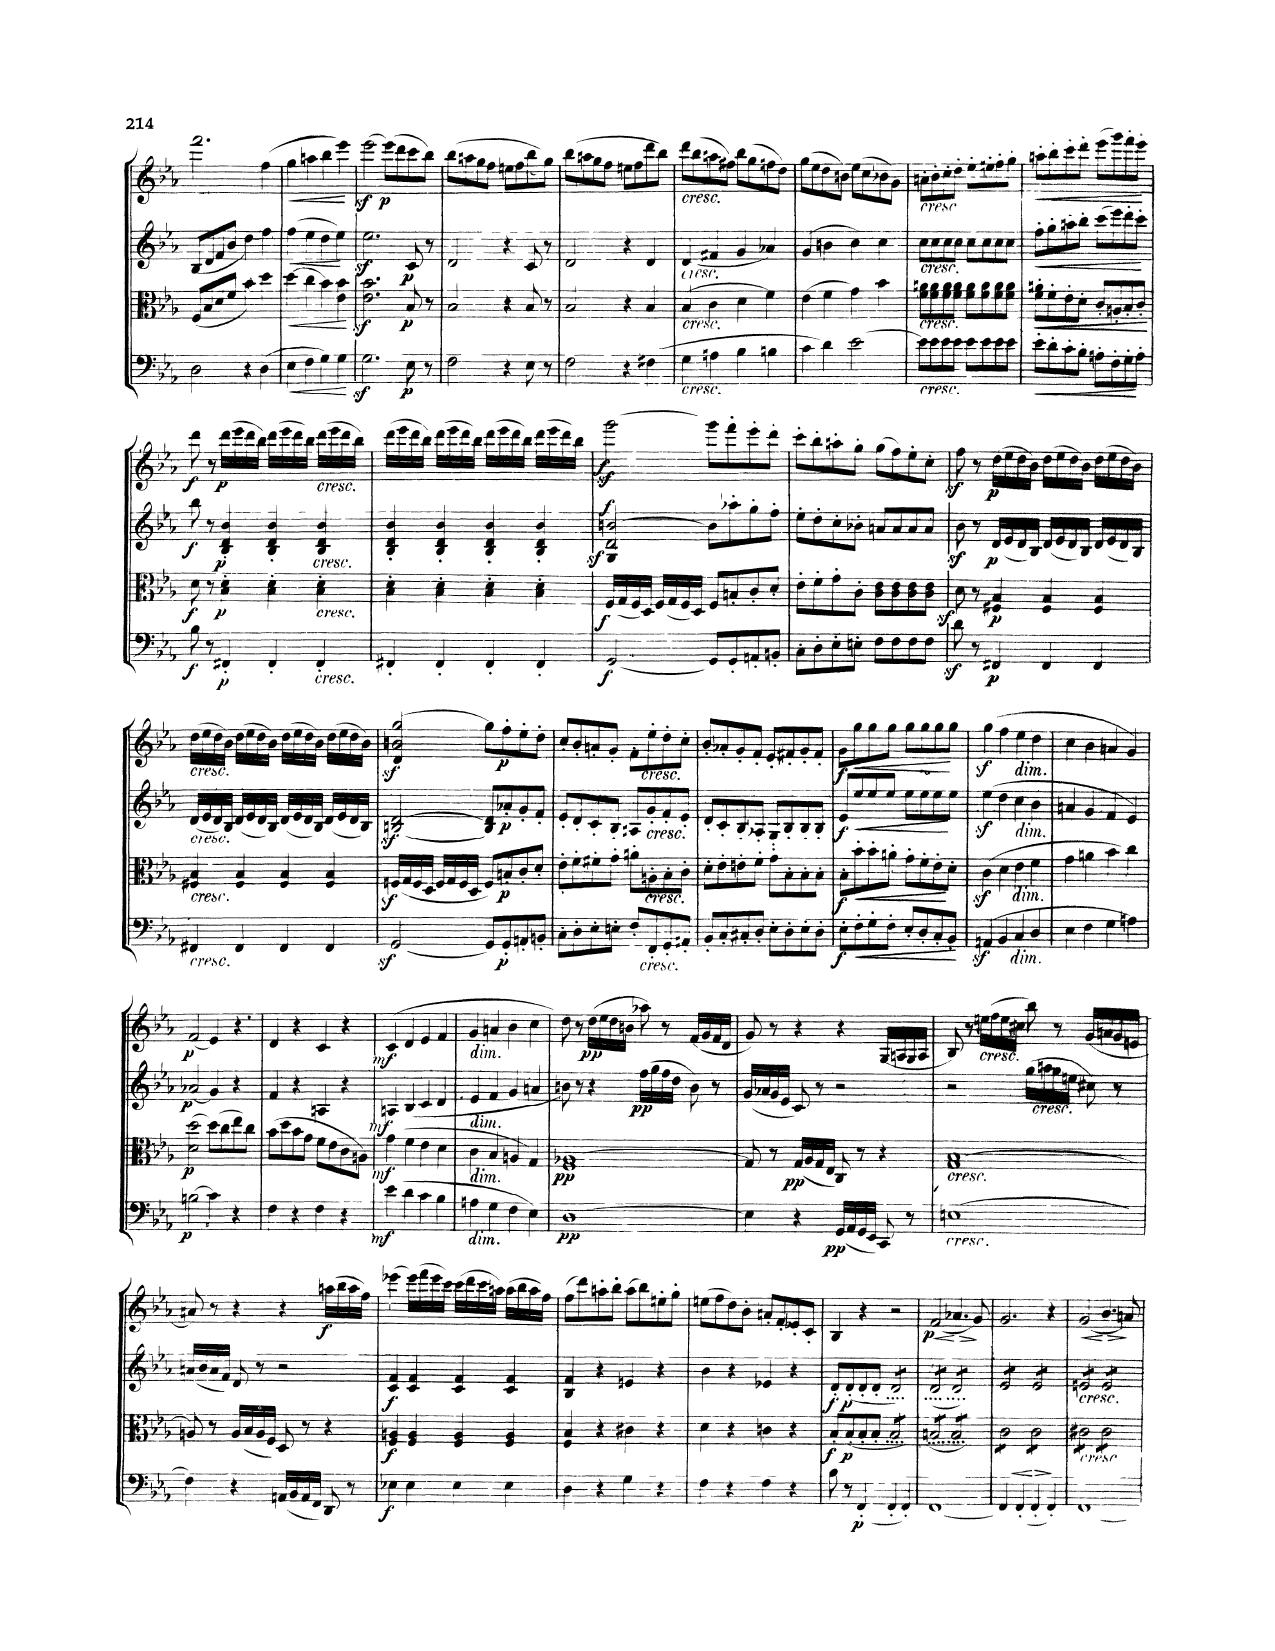 214
sf p cresc. cresc
sf p cresc. cresc.
sf p cresc. cresc.
sf p cresc. cresc.
f p cresc. f sf sf p
f p cresc. f sf sf p
f p cresc. f sf p
f p cresc. f sf p
cresc. sf p cresc. f sf dim.
cresc. sf p cresc. f sf dim.
cresc. sf p cresc. f sf dim.
cresc. sf p cresc. f sf dim.
p mf dim. pp cresc.
p mf dim. pp cresc.
p mf dim. pp pp cresc.
p mf dim. pp pp cresc.
f p
f f p cresc.
f f p cresc
f p